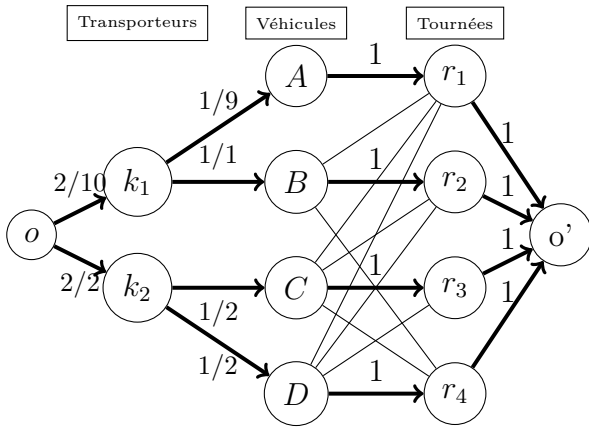 Transporteurs Véhicules Tournées
A 1 r1
1/9
1/1
1
2/10 k1 B 1 r2
1
o o'
1
2/2 k2 C 1 r3
1/2
1
1/2
D 1 r4